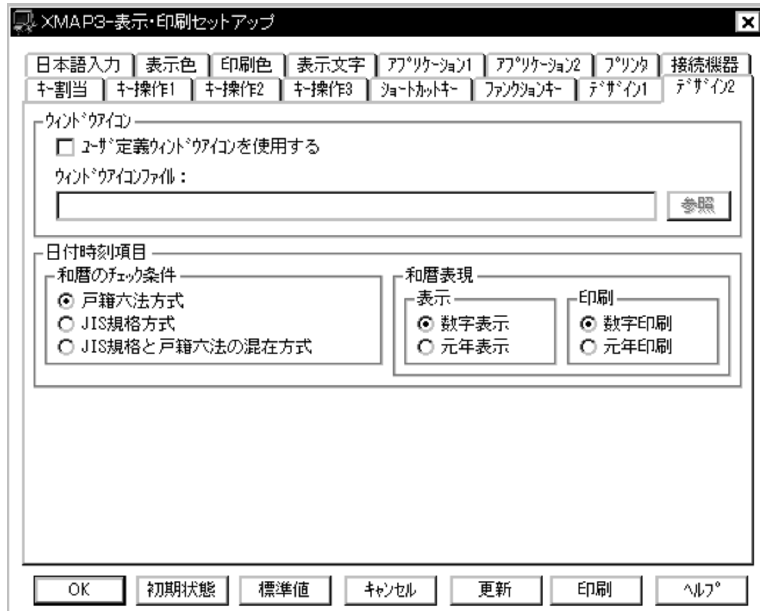 XMAP3-表示・印刷セットアップ
日本語入力 表示色 印刷色 表示文字 ｱﾌﾟﾘｹｰｼｮﾝ1 ｱﾌﾟﾘｹｰｼｮﾝ2 ﾌﾟﾘﾝﾀ 接続機器
ｷｰ割当 ｷｰ操作1 ｷｰ操作2 ｷｰ操作3 ｼｮｰﾄｶｯﾄｷｰ ﾌｧﾝｸｼｮﾝｷｰ ﾃﾞｻﾞｲﾝ1 ﾃﾞｻﾞｲﾝ2
ｳｨﾝﾄﾞｳｱｲｺﾝ
ﾕｰｻﾞ定義ｳｨﾝﾄﾞｳｱｲｺﾝを使用する
ｳｨﾝﾄﾞｳｱｲｺﾝﾌｧｲﾙ：
参照
日付時刻項目
和暦のﾁｪｯｸ条件
戸籍六法方式
JIS規格方式
JIS規格と戸籍六法の混在方式
和暦表現
表示
数字表示
元年表示
印刷
数字印刷
元年印刷
OK 初期状態 標準値 ｷｬﾝｾﾙ 更新 印刷 ﾍﾙﾌﾟ